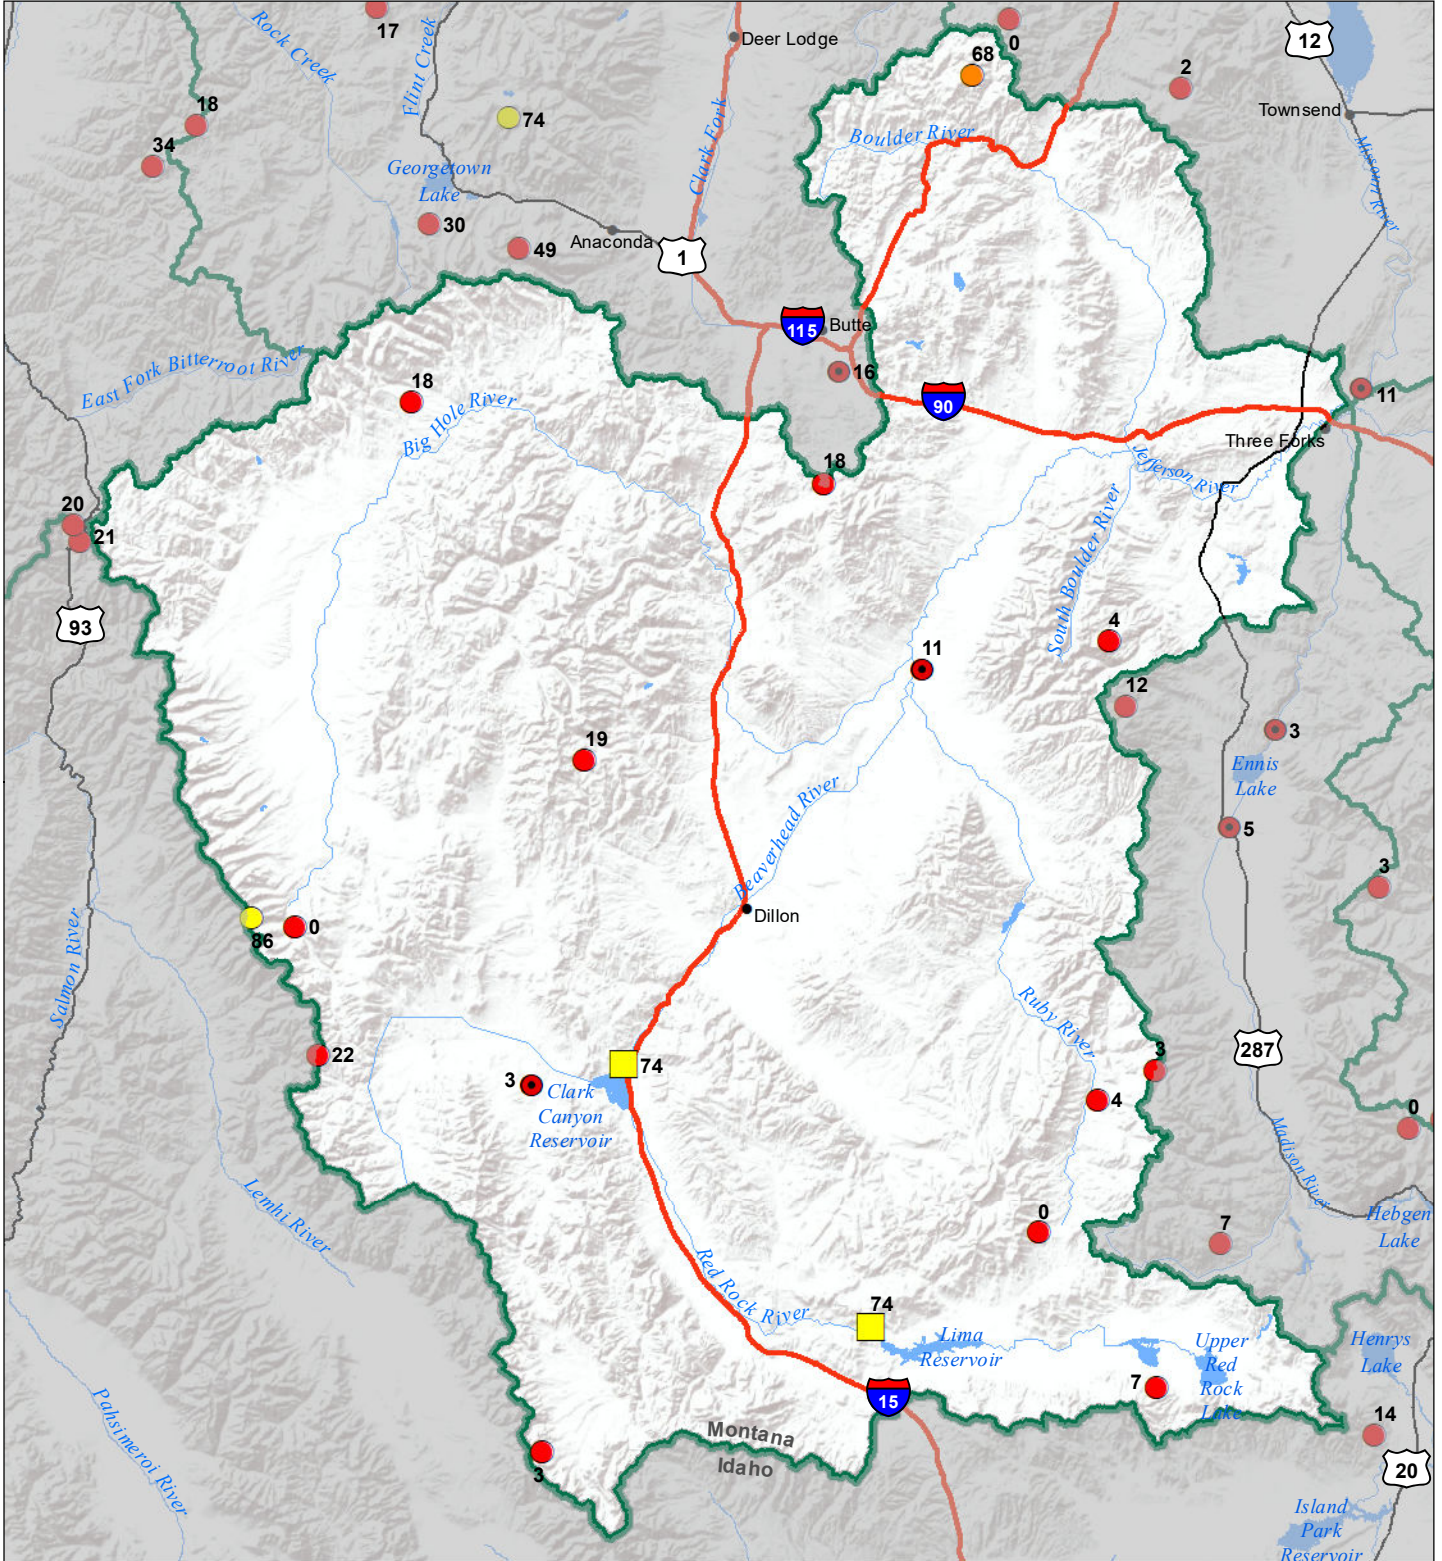 17
Rock Creek
Flint Creek
Deer Lodge
0
12
68
2
Townsend
18
74
34
Clark Fork
Boulder River
Missouri River
Georgetown
Lake
30
49
Anaconda
1
115
Butte
16
East Fork Bitterroot River
18
Big Hole River
90
11
Three Forks
18
Jefferson River
20
21
South Boulder River
93
4
11
12
3
19
Ennis
Lake
Beaverhead River
5
3
86
0
Dillon
Salmon River
Ruby River
287
22
74
3
3
Clark
Canyon
Reservoir
4
0
Madison River
Lemhi River
0
7
Hebgen
Lake
Red Rock River
74
Lima
Reservoir
Upper
Red
Rock
Lake
Henrys
Lake
7
15
14
Pahsimeroi River
Montana
Idaho
3
20
Island
Park
Reservoir